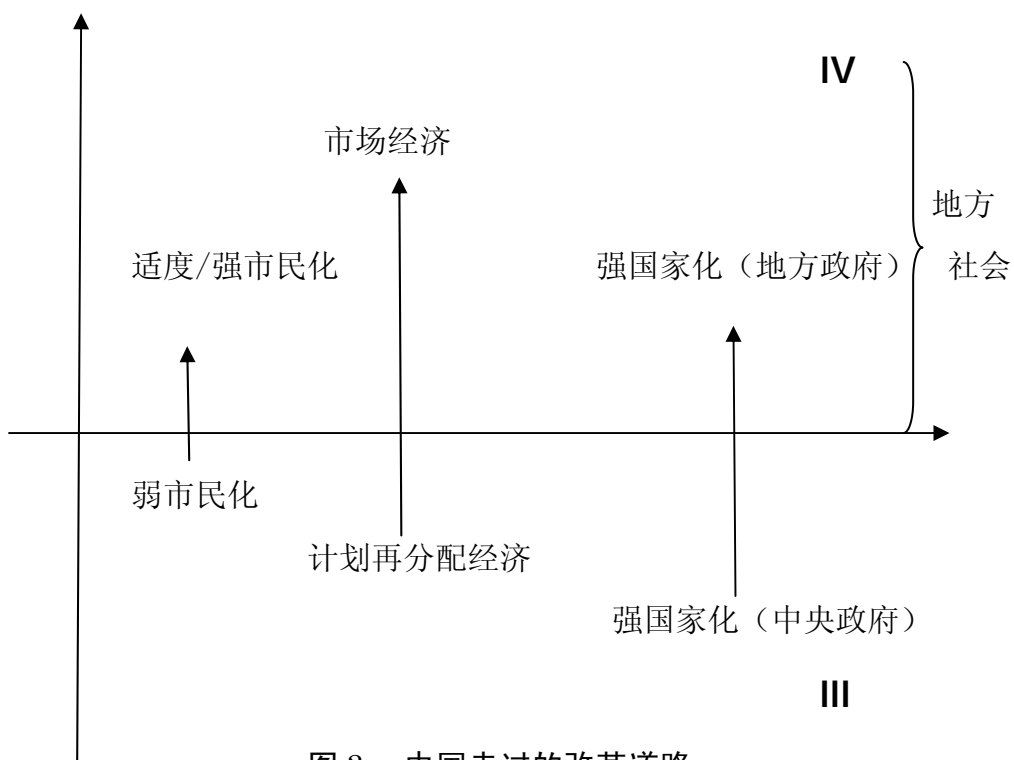 IV
市场经济
地方
适度/强市民化
强国家化（地方政府）
社会
弱市民化
计划再分配经济
强国家化（中央政府）
III